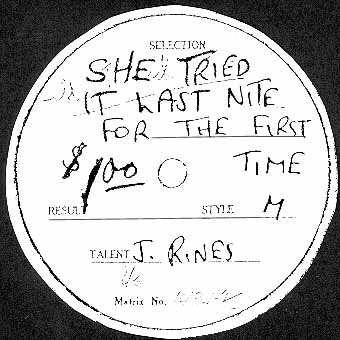 SELECTION
SHE TRIED
IT LAST NITE
FOR THE FIRST
$1.00 TIME
RESULT STYLE M
TALENT J. RINES
Matrix No.